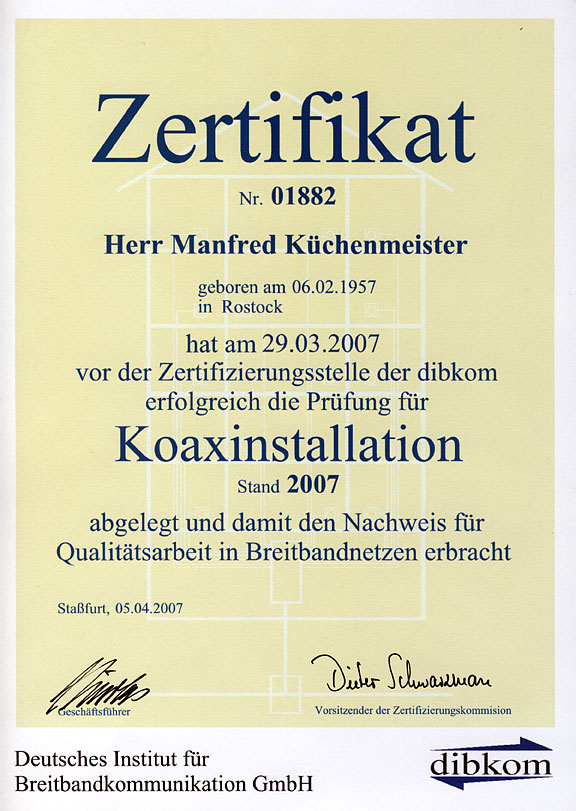 Zertifikat
Nr. 01882
Herr Manfred Küchenmeister
geboren am 06.02.1957
in Rostock
hat am 29.03.2007
vor der Zertifizierungsstelle der dibkom
erfolgreich die Prüfung für
Koaxinstallation
Stand 2007
abgelegt und damit den Nachweis für
Qualitätsarbeit in Breitbandnetzen erbracht
Staßfurt, 05.04.2007
Geschäftsführer
Dieter Schwarzman
Vorsitzender der Zertifizierungskommision
Deutsches Institut für
Breitbandkommunikation GmbH
dibkom